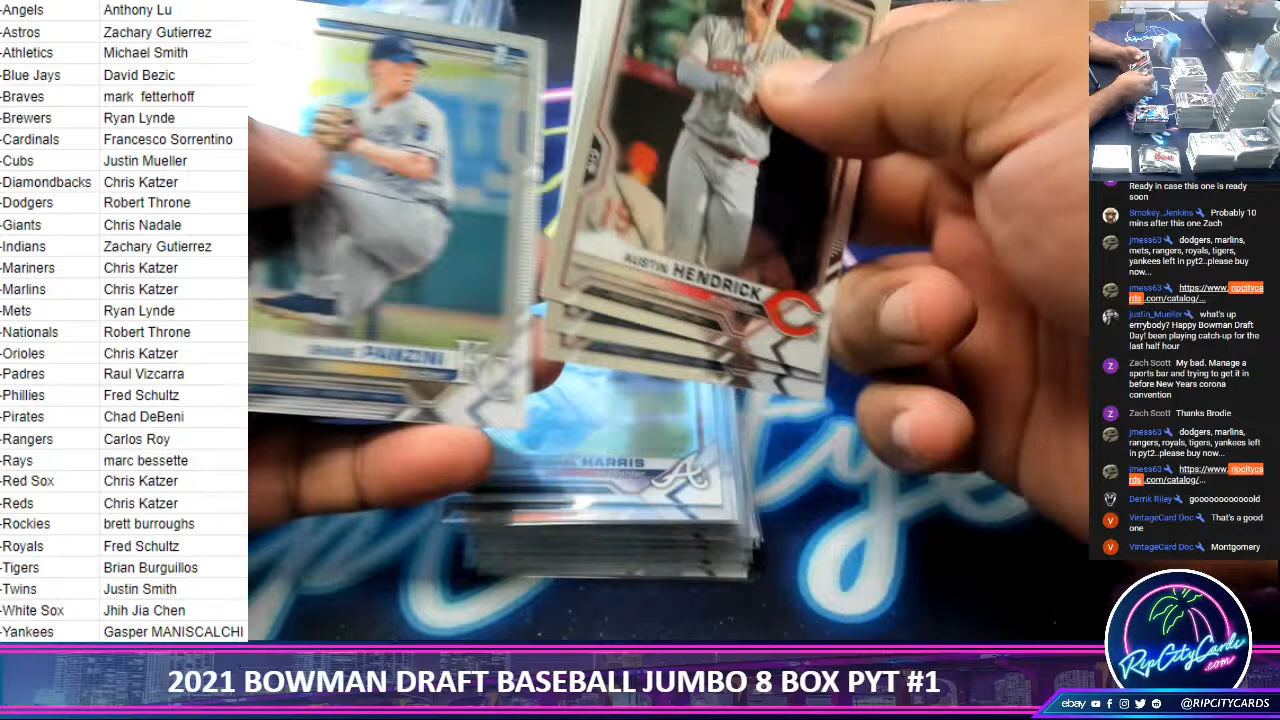 -Angels Anthony Lu
-Astros Zachary Gutierrez
-Athletics Michael Smith
-Blue Jays David Bezic
-Braves mark fetterhoff
-Brewers Ryan Lynde
-Cardinals Francesco Sorrentino
-Cubs Justin Mueller
-Diamondbacks Chris Katzer
-Dodgers Robert Throne
-Giants Chris Nadale
-Indians Zachary Gutierrez
-Mariners Chris Katzer
-Marlins Chris Katzer
-Mets Ryan Lynde
-Nationals Robert Throne
-Orioles Chris Katzer
-Padres Raul Vizcarra
-Phillies Fred Schultz
-Pirates Chad DeBeni
-Rangers Carlos Roy
-Rays marc bessette
-Red Sox Chris Katzer
-Reds Chris Katzer
-Rockies brett burroughs
-Royals Fred Schultz
-Tigers Brian Burguillos
-Twins Justin Smith
-White Sox Jhih Jia Chen
-Yankees Gasper MANISCALCHI
PANZINI
AUSTIN HENDRICK
HARRIS
Ready in case this one is ready
soon
Smokey_Jenkins Probably 10
mins after this one Zach
jmess63 dodgers, marlins,
mets, rangers, royals, tigers,
yankees left in pyt2..please buy
now...
jmess63 https://www.ripcityca
rds.com/catalog/...
justin_Mueller what's up
errrybody? Happy Bowman Draft
Day! been playing catch-up for the
last half hour
Zach Scott My bad. Manage a
sports bar and trying to get it in
before New Years corona
convention
Zach Scott Thanks Brodie
jmess63 dodgers, marlins,
rangers, royals, tigers, yankees left
in pyt2..please buy now...
jmess63 https://www.ripcityca
rds.com/catalog/...
Derrik Riley goooooooooold
VintageCard Doc That's a good
one
VintageCard Doc Montgomery
RipCityCards
.com
2021 BOWMAN DRAFT BASEBALL JUMBO 8 BOX PYT #1
ebay @RIPCITYCARDS